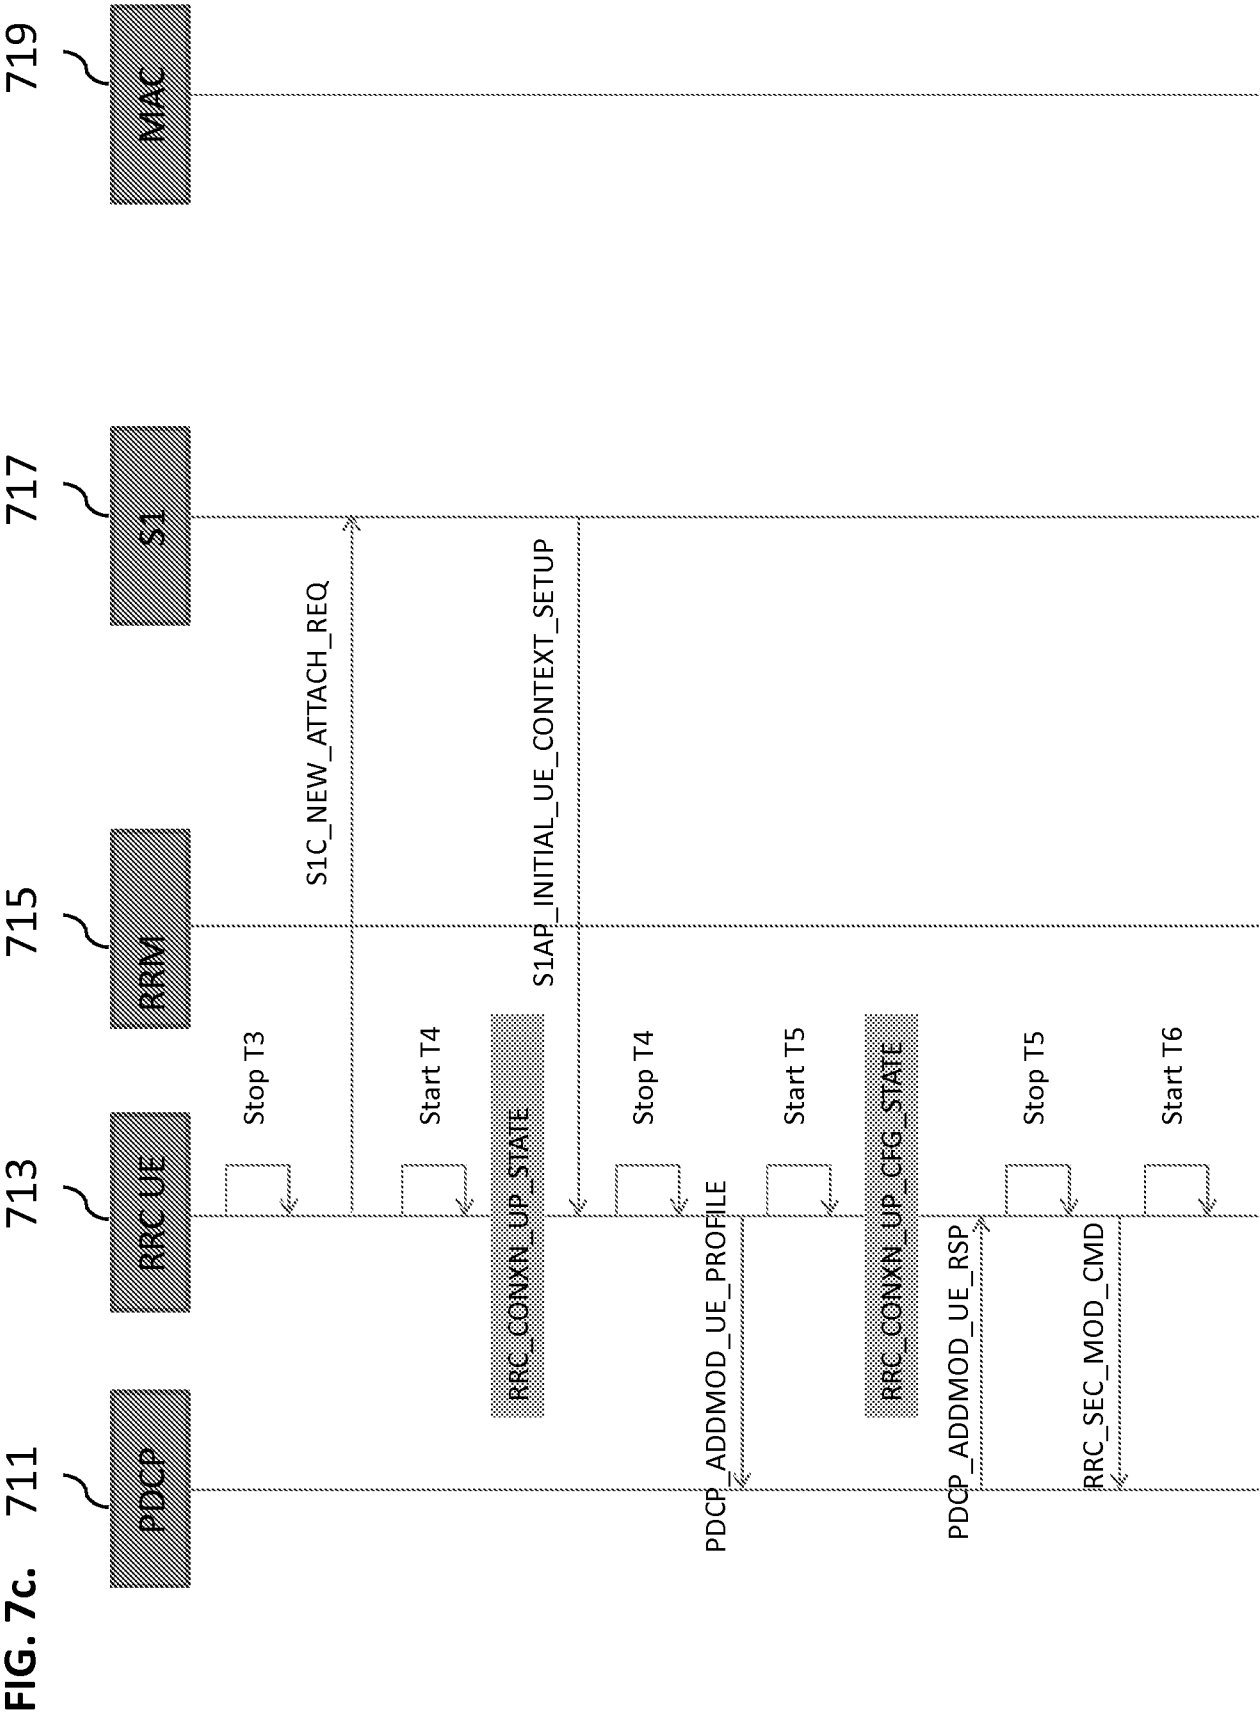 FIG. 7c.
711
713
715
717
719
PDCP
RRC UE
RRM
S1
MAC
Stop T3
S1C_NEW_ATTACH_REQ
Start T4
RRC_CONXN_UP_STATE
S1AP_INITIAL_UE_CONTEXT_SETUP
Stop T4
PDCP_ADDMOD_UE_PROFILE
Start T5
RRC_CONXN_UP_CFG_STATE
PDCP_ADDMOD_UE_RSP
Stop T5
RRC_SEC_MOD_CMD
Start T6